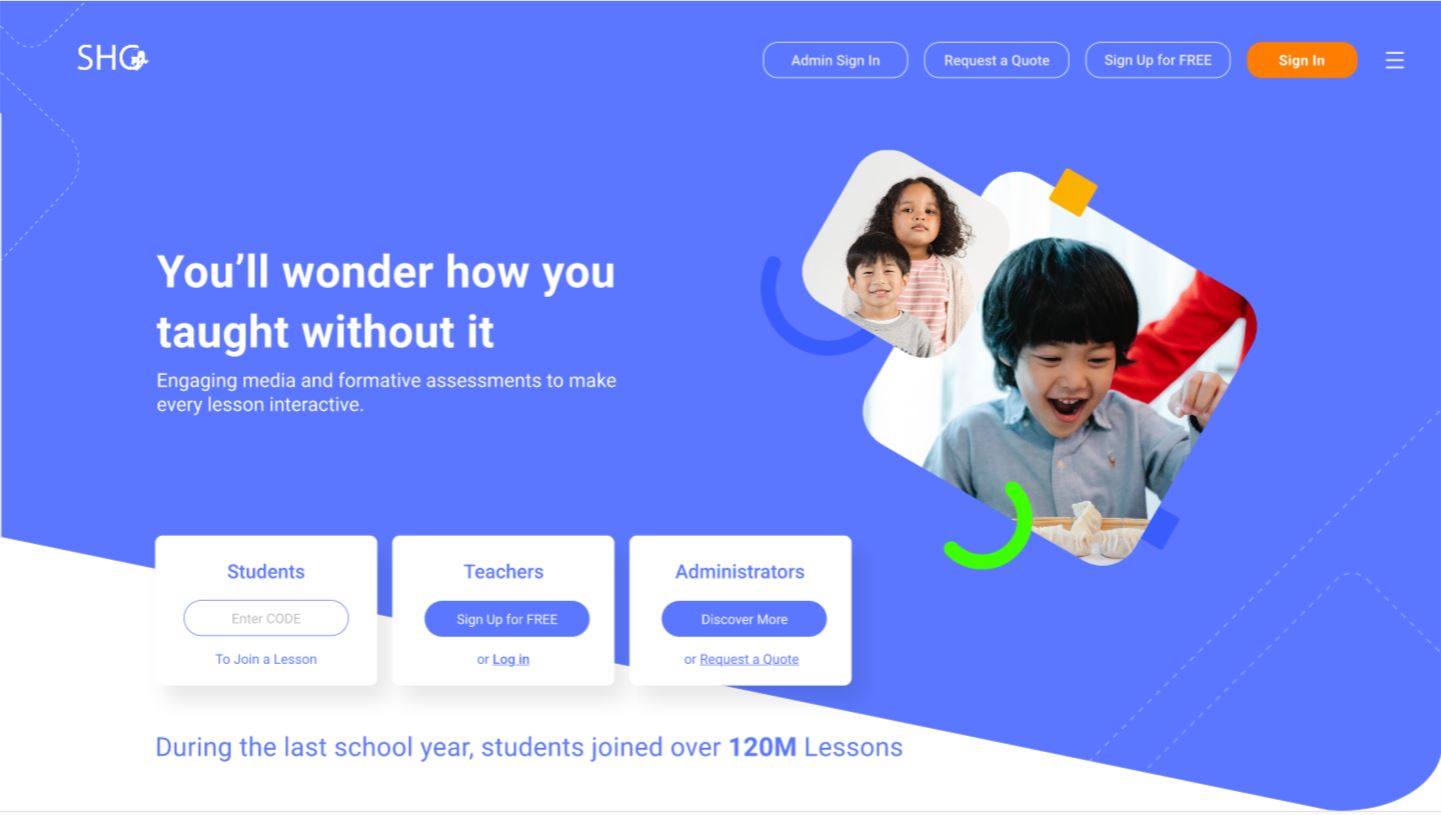 SHG
Admin Sign In
Request a Quote
Sign Up for FREE
Sign In
You’ll wonder how you
taught without it
Engaging media and formative assessments to make
every lesson interactive.
Students
Enter CODE
To Join a Lesson
Teachers
Sign Up for FREE
or Log in
Administrators
Discover More
or Request a Quote
During the last school year, students joined over 120M Lessons